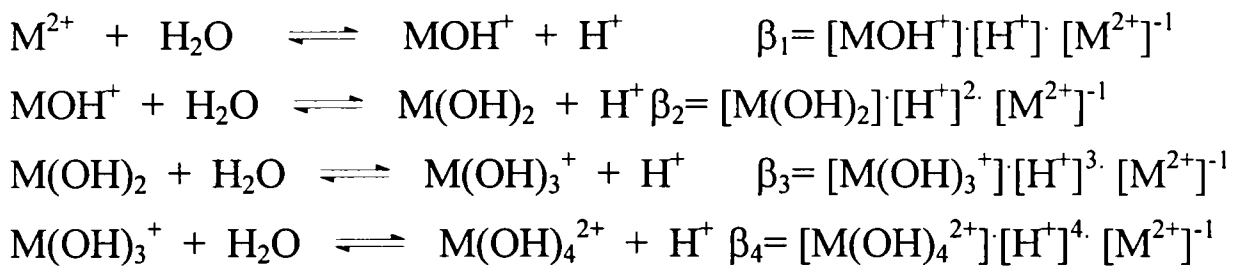 M²⁺ + H₂O ⇌ MOH⁺ + H⁺ β₁= [MOH⁺]·[H⁺]· [M²⁺]⁻¹
MOH⁺ + H₂O ⇌ M(OH)₂ + H⁺ β₂= [M(OH)₂]·[H⁺]²· [M²⁺]⁻¹
M(OH)₂ + H₂O ⇌ M(OH)₃⁺ + H⁺ β₃= [M(OH)₃⁺]·[H⁺]³· [M²⁺]⁻¹
M(OH)₃⁺ + H₂O ⇌ M(OH)₄²⁺ + H⁺ β₄= [M(OH)₄²⁺]·[H⁺]⁴· [M²⁺]⁻¹